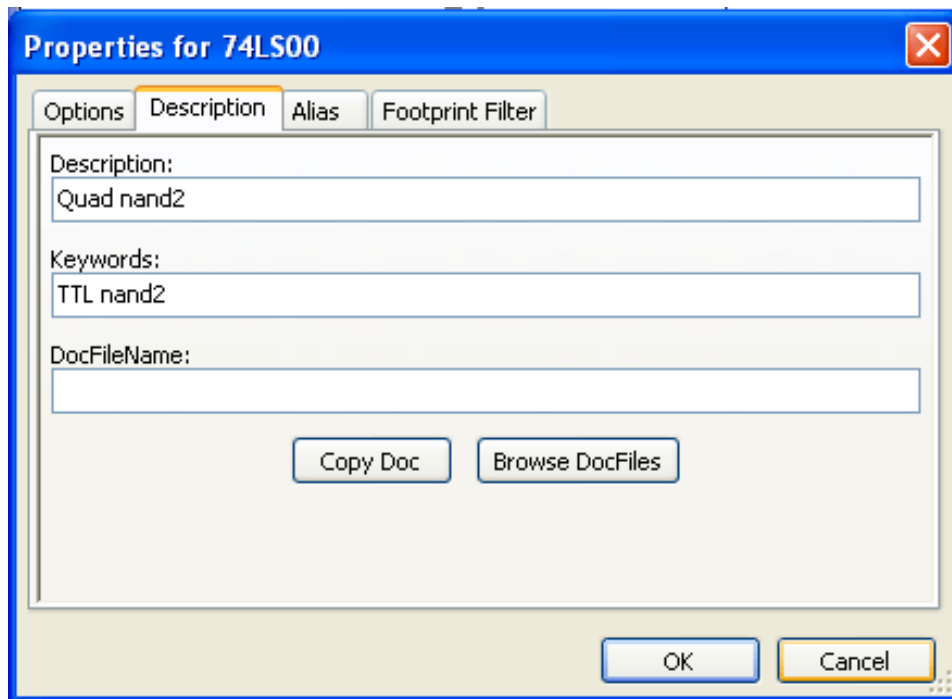 Properties for 74LS00
Options Description Alias Footprint Filter
Description:
Quad nand2
Keywords:
TTL nand2
DocFileName:
Copy Doc Browse DocFiles
OK Cancel